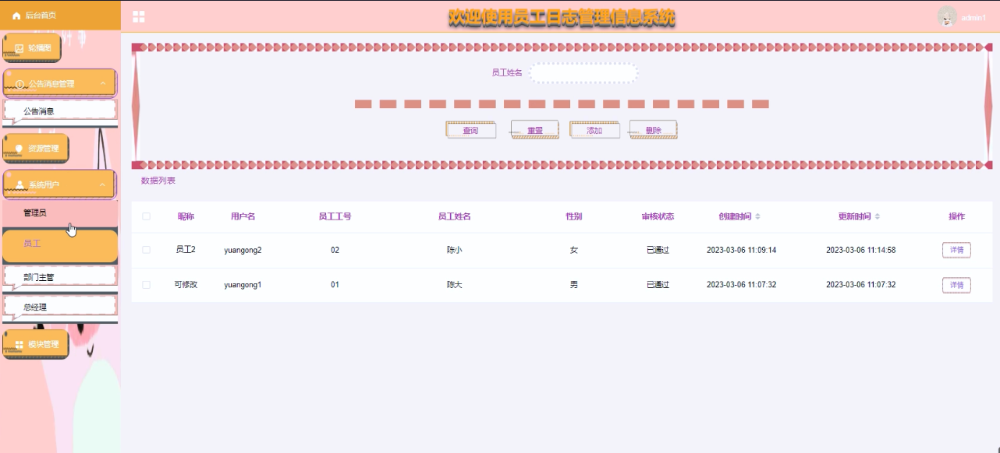 后台首页
欢迎使用员工日志管理信息系统
admin1
轮播图
公告消息管理
公告消息
资源管理
系统用户
管理员
员工
部门主管
总经理
模块管理
员工姓名
查询 重置 添加 删除
数据列表
昵称 用户名 员工工号 员工姓名 性别 审核状态 创建时间 更新时间 操作
员工2 yuangong2 02 陈小 女 已通过 2023-03-06 11:09:14 2023-03-06 11:14:58 详情
可修改 yuangong1 01 陈大 男 已通过 2023-03-06 11:07:32 2023-03-06 11:07:32 详情